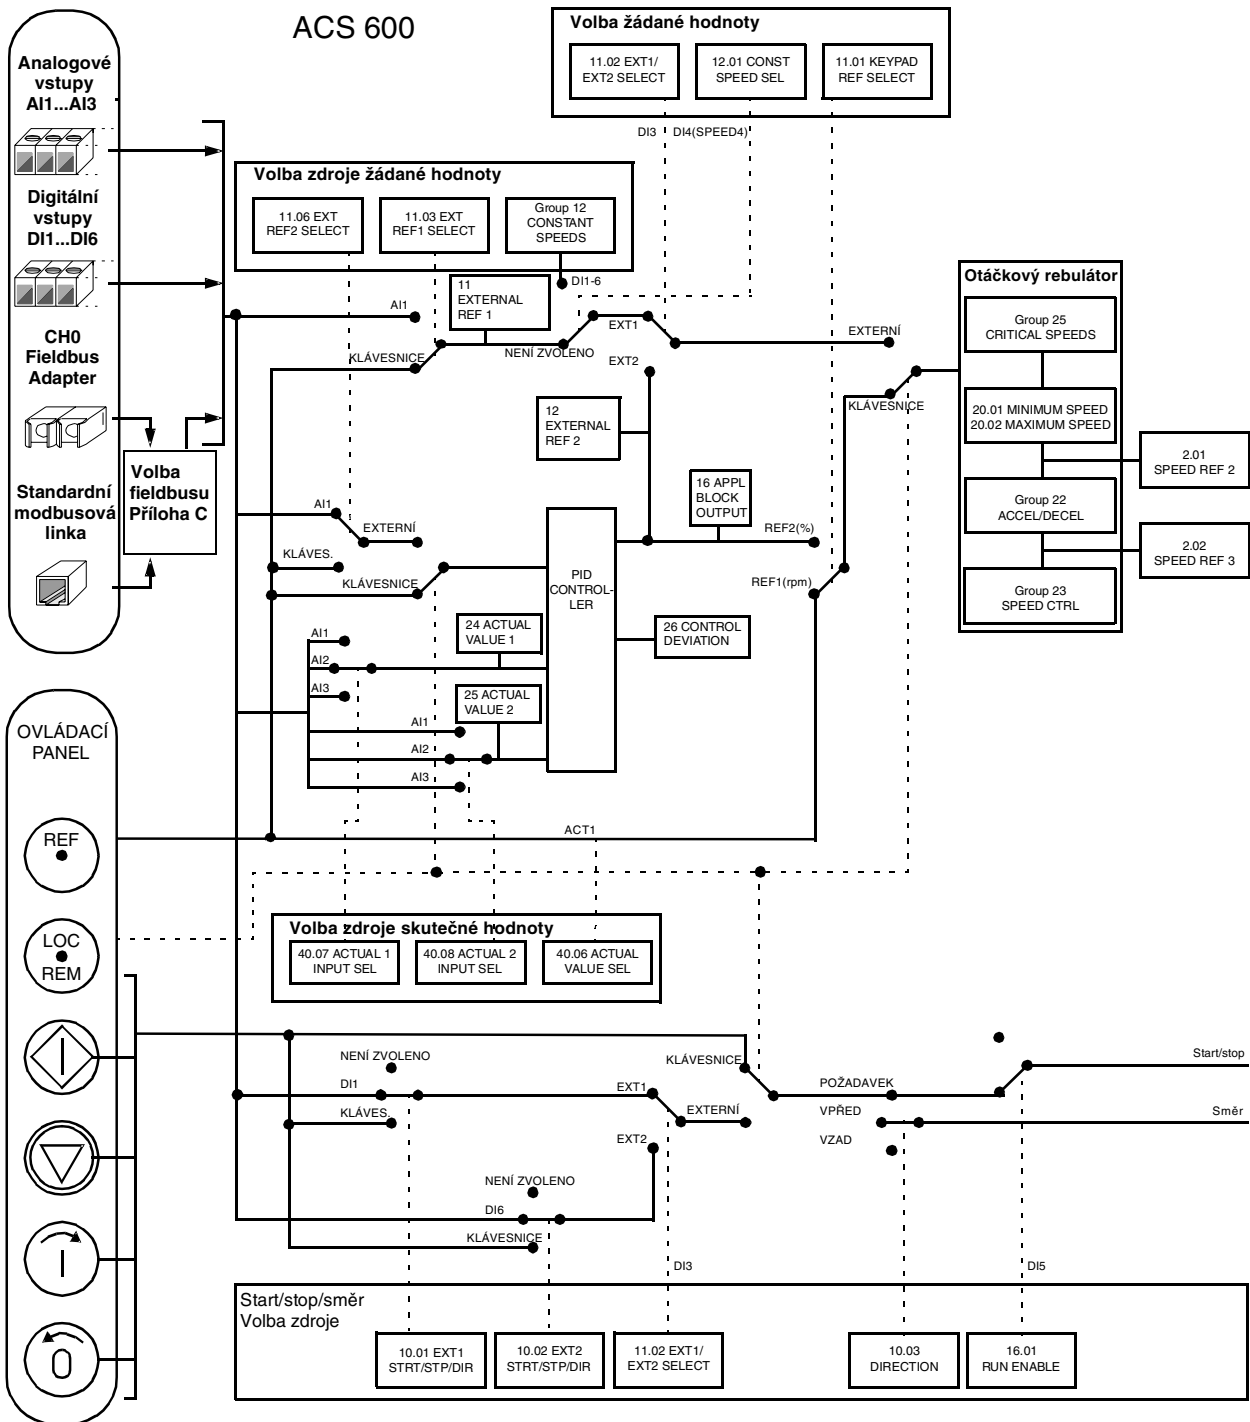 ACS 600
Analogové
vstupy
AI1...AI3
Digitální
vstupy
DI1...DI6
CH0
Fieldbus
Adapter
Standardní
modbusová
linka
Volba
fieldbusu
Příloha C
Volba žádané hodnoty
11.02 EXT1/
EXT2 SELECT
12.01 CONST
SPEED SEL
11.01 KEYPAD
REF SELECT
DI3
DI4(SPEED4)
Volba zdroje žádané hodnoty
11.06 EXT
REF2 SELECT
11.03 EXT
REF1 SELECT
Group 12
CONSTANT
SPEEDS
DI1-6
11
EXTERNAL
REF 1
AI1
KLÁVESNICE
NENÍ ZVOLENO
EXT1
EXT2
EXTERNÍ
KLÁVESNICE
12
EXTERNAL
REF 2
16 APPL
BLOCK
OUTPUT
REF2(%)
REF1(rpm)
Otáčkový rebulátor
Group 25
CRITICAL SPEEDS
20.01 MINIMUM SPEED
20.02 MAXIMUM SPEED
2.01
SPEED REF 2
Group 22
ACCEL/DECEL
2.02
SPEED REF 3
Group 23
SPEED CTRL
AI1
EXTERNÍ
KLÁVES.
KLÁVESNICE
PID
CONTROL-
LER
24 ACTUAL
VALUE 1
26 CONTROL
DEVIATION
25 ACTUAL
VALUE 2
AI1
AI2
AI3
AI1
AI2
AI3
ACT1
OVLÁDACÍ
PANEL
REF
LOC
REM
Volba zdroje skutečné hodnoty
40.07 ACTUAL 1
INPUT SEL
40.08 ACTUAL 2
INPUT SEL
40.06 ACTUAL
VALUE SEL
NENÍ ZVOLENO
DI1
KLÁVES.
EXT1
EXT2
KLÁVESNICE
EXTERNÍ
POŽADAVEK
VPŘED
VZAD
Start/stop
Směr
NENÍ ZVOLENO
DI6
KLÁVESNICE
DI3
DI5
Start/stop/směr
Volba zdroje
10.01 EXT1
STRT/STP/DIR
10.02 EXT2
STRT/STP/DIR
11.02 EXT1/
EXT2 SELECT
10.03
DIRECTION
16.01
RUN ENABLE